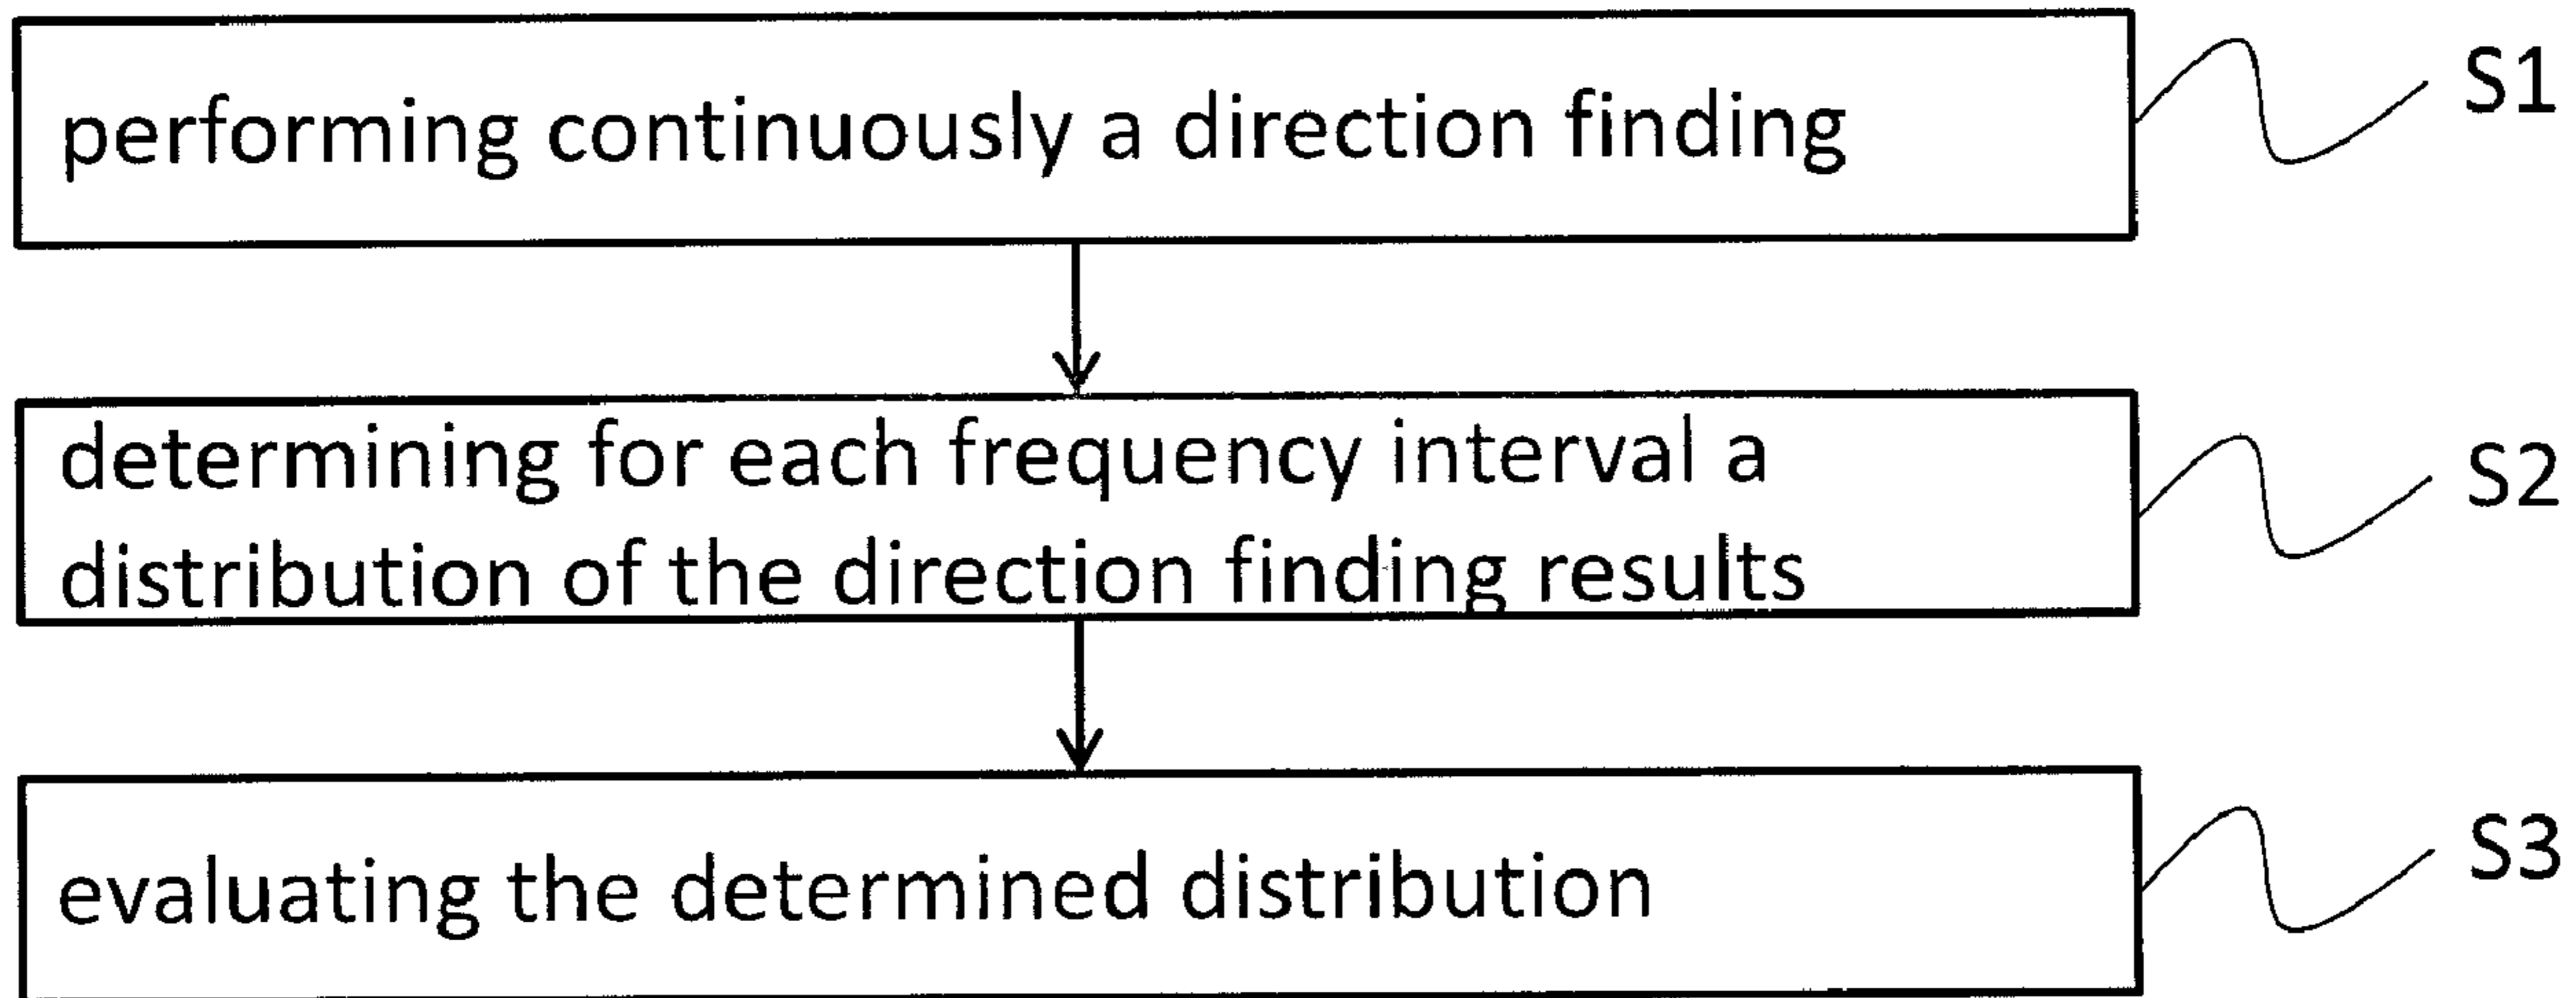 performing continuously a direction finding
S1
determining for each frequency interval a
distribution of the direction finding results
S2
evaluating the determined distribution
S3